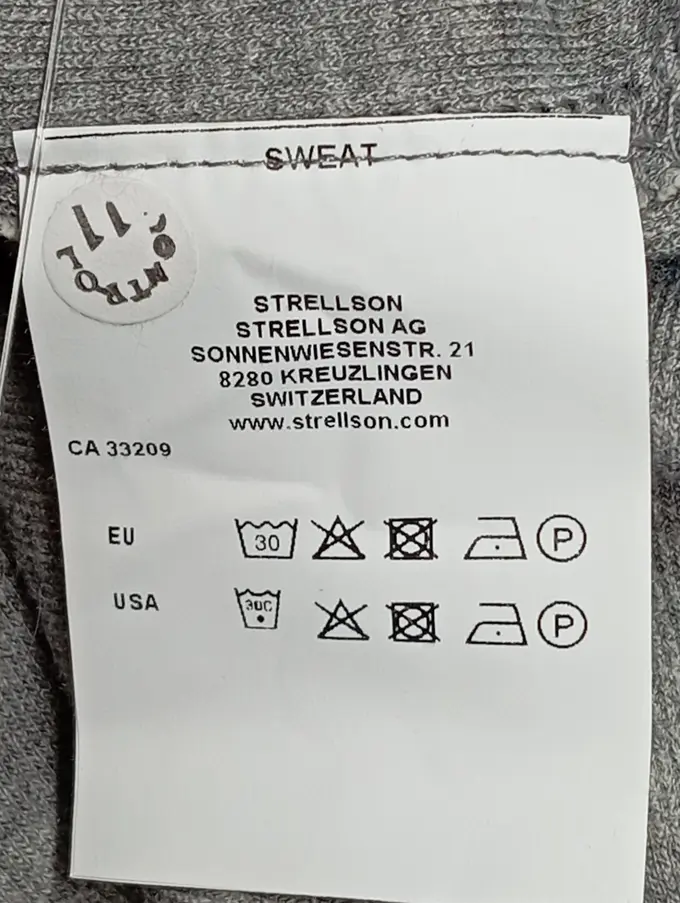 SWEAT
CONTROL
11
STRELLSON
STRELLSON AG
SONNENWIESENSTR. 21
8280 KREUZLINGEN
SWITZERLAND
www.strellson.com
CA 33209
EU 30 P
USA 30C P